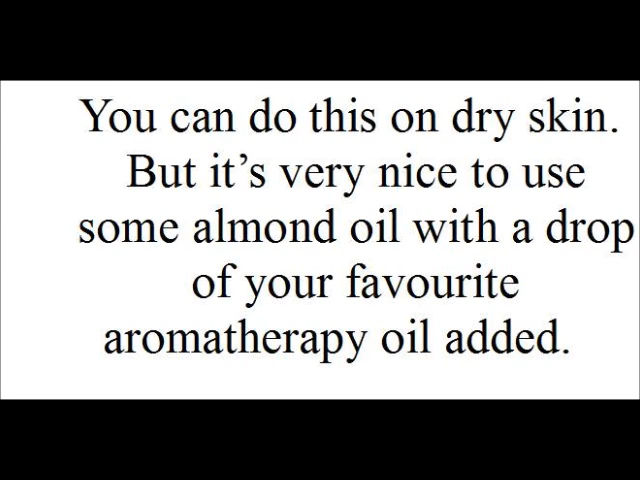 You can do this on dry skin.
But it’s very nice to use
some almond oil with a drop
of your favourite
aromatherapy oil added.